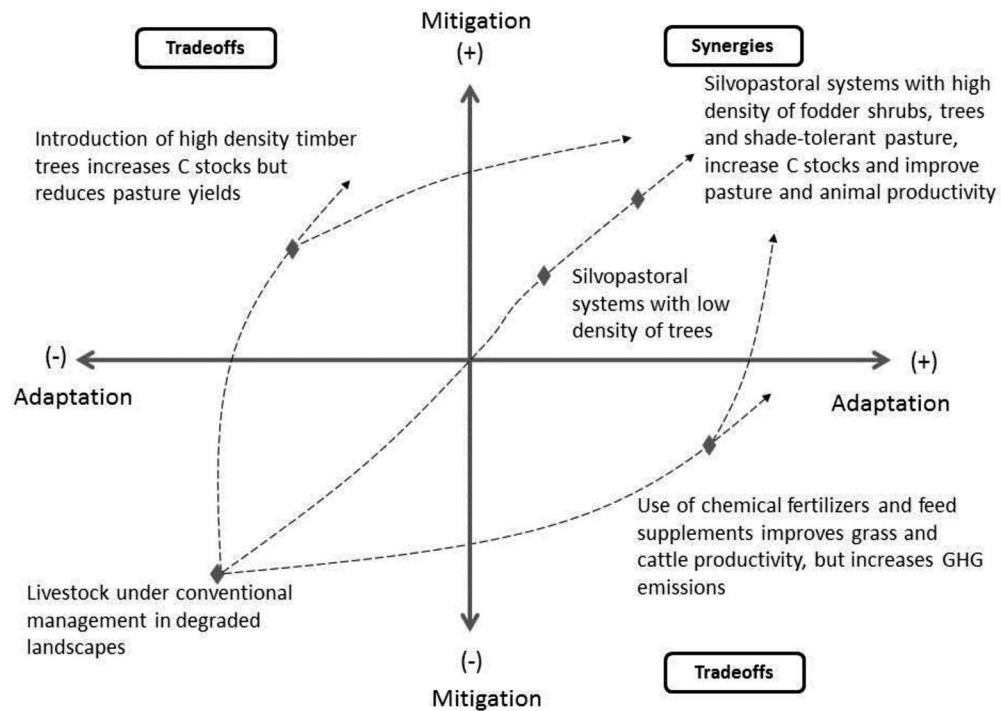 Mitigation
(+)
Tradeoffs
Synergies
Silvopastoral systems with high
density of fodder shrubs, trees
and shade-tolerant pasture,
increase C stocks and improve
pasture and animal productivity
Introduction of high density timber
trees increases C stocks but
reduces pasture yields
Silvopastoral
systems with low
density of trees
(-)
Adaptation
(+)
Adaptation
Use of chemical fertilizers and feed
supplements improves grass and
cattle productivity, but increases GHG
emissions
Livestock under conventional
management in degraded
landscapes
(-)
Mitigation
Tradeoffs